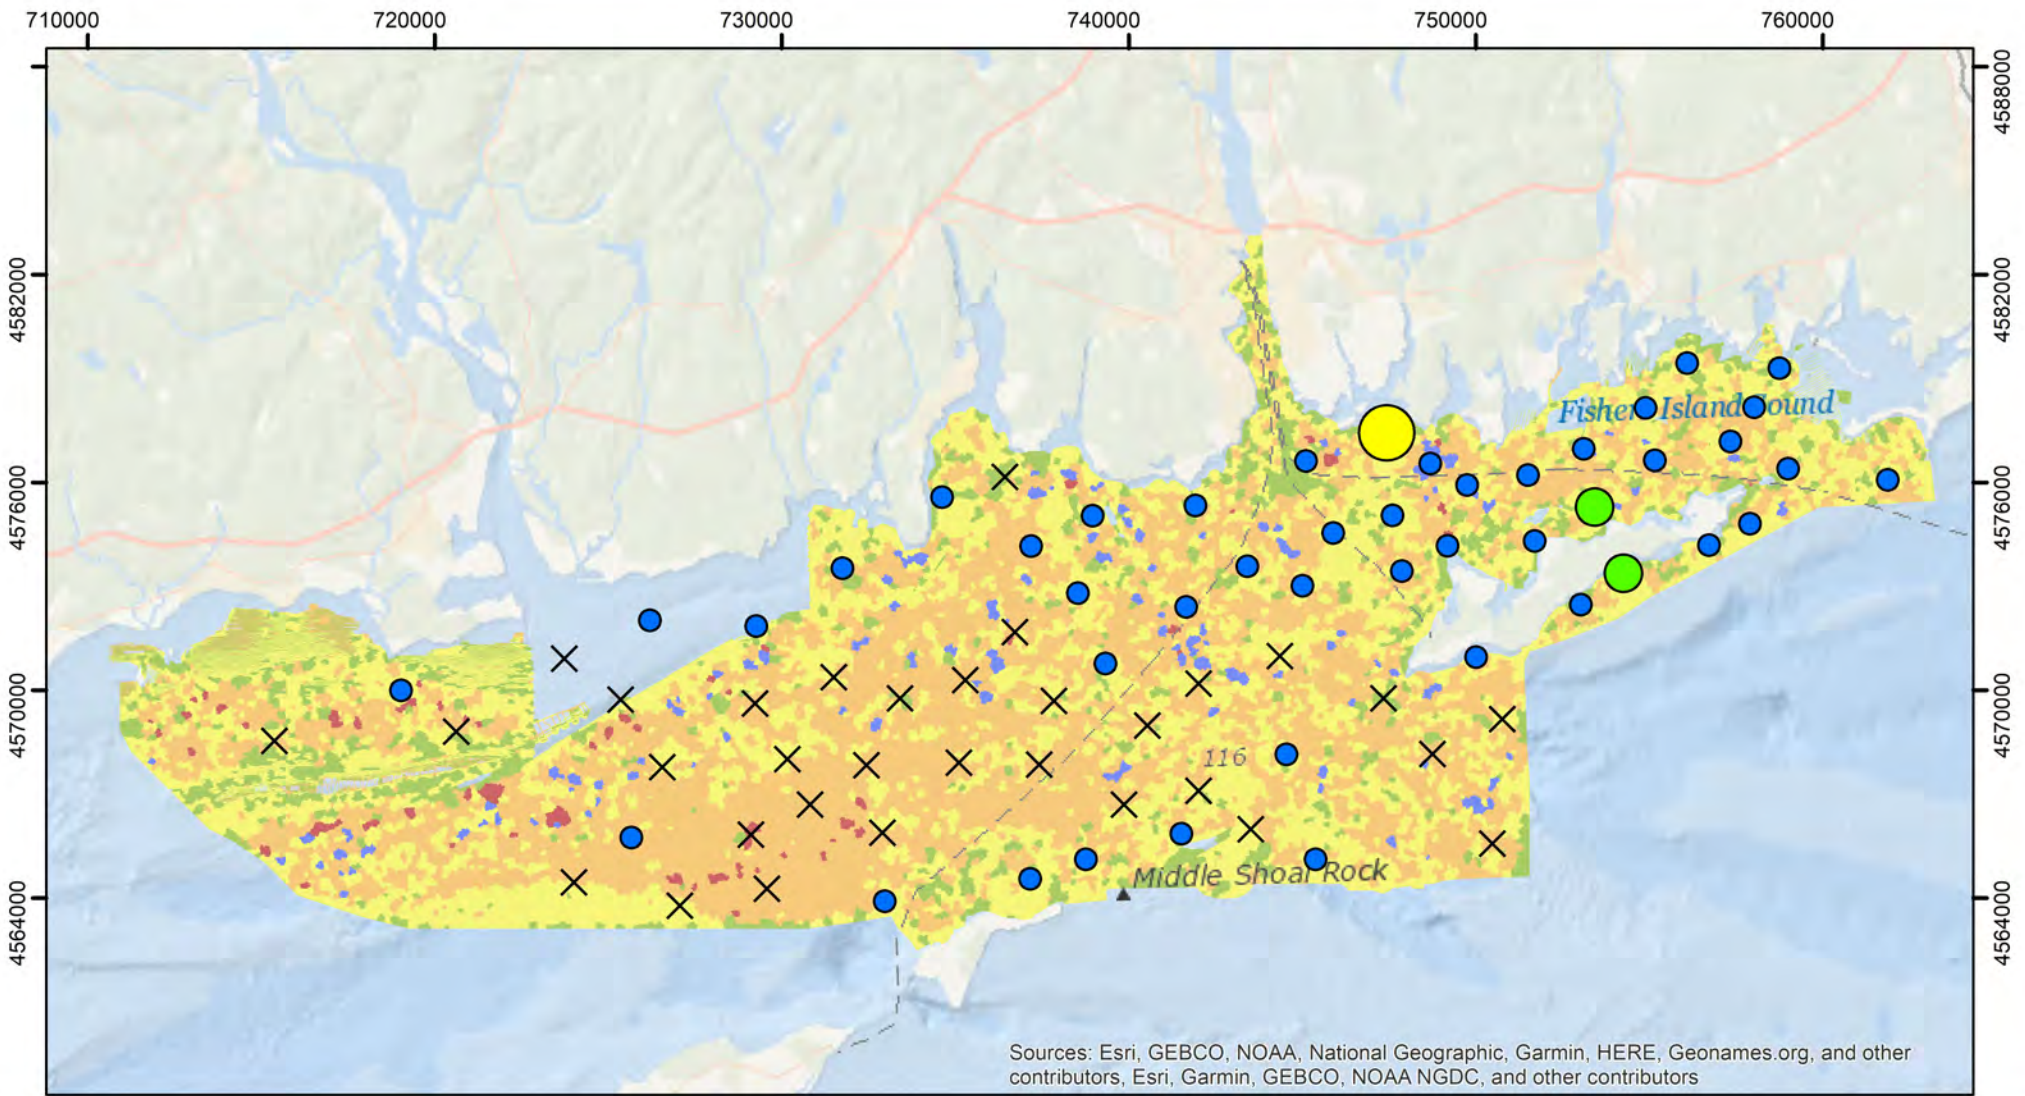 710000 720000 730000 740000 750000 760000
4588000
4582000 4582000
Fisher Island Sound
4576000 4576000
4570000 4570000
116
Middle Shoal Rock
4564000 4564000
Sources: Esri, GEBCO, NOAA, National Geographic, Garmin, HERE, Geonames.org, and other
contributors, Esri, Garmin, GEBCO, NOAA NGDC, and other contributors